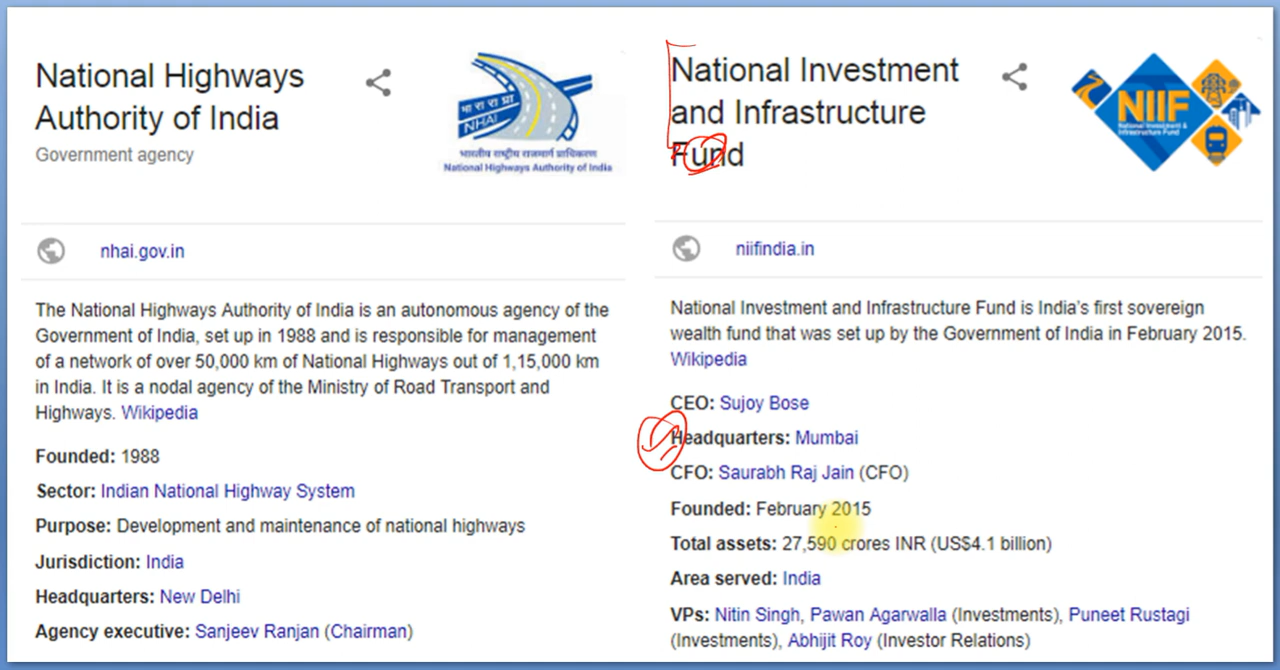 National Highways
Authority of India
Government agency
भा रा रा प्रा
NHAI
भारतीय राष्ट्रीय राजमार्ग प्राधिकरण
National Highways Authority of India
nhai.gov.in
The National Highways Authority of India is an autonomous agency of the
Government of India, set up in 1988 and is responsible for management
of a network of over 50,000 km of National Highways out of 1,15,000 km
in India. It is a nodal agency of the Ministry of Road Transport and
Highways. Wikipedia
Founded: 1988
Sector: Indian National Highway System
Purpose: Development and maintenance of national highways
Jurisdiction: India
Headquarters: New Delhi
Agency executive: Sanjeev Ranjan (Chairman)
National Investment
and Infrastructure
Fund
NIIF
National Investment &
Infrastructure Fund
niifindia.in
National Investment and Infrastructure Fund is India's first sovereign
wealth fund that was set up by the Government of India in February 2015.
Wikipedia
CEO: Sujoy Bose
Headquarters: Mumbai
CFO: Saurabh Raj Jain (CFO)
Founded: February 2015
Total assets: 27,590 crores INR (US$4.1 billion)
Area served: India
VPs: Nitin Singh, Pawan Agarwalla (Investments), Puneet Rustagi
(Investments), Abhijit Roy (Investor Relations)